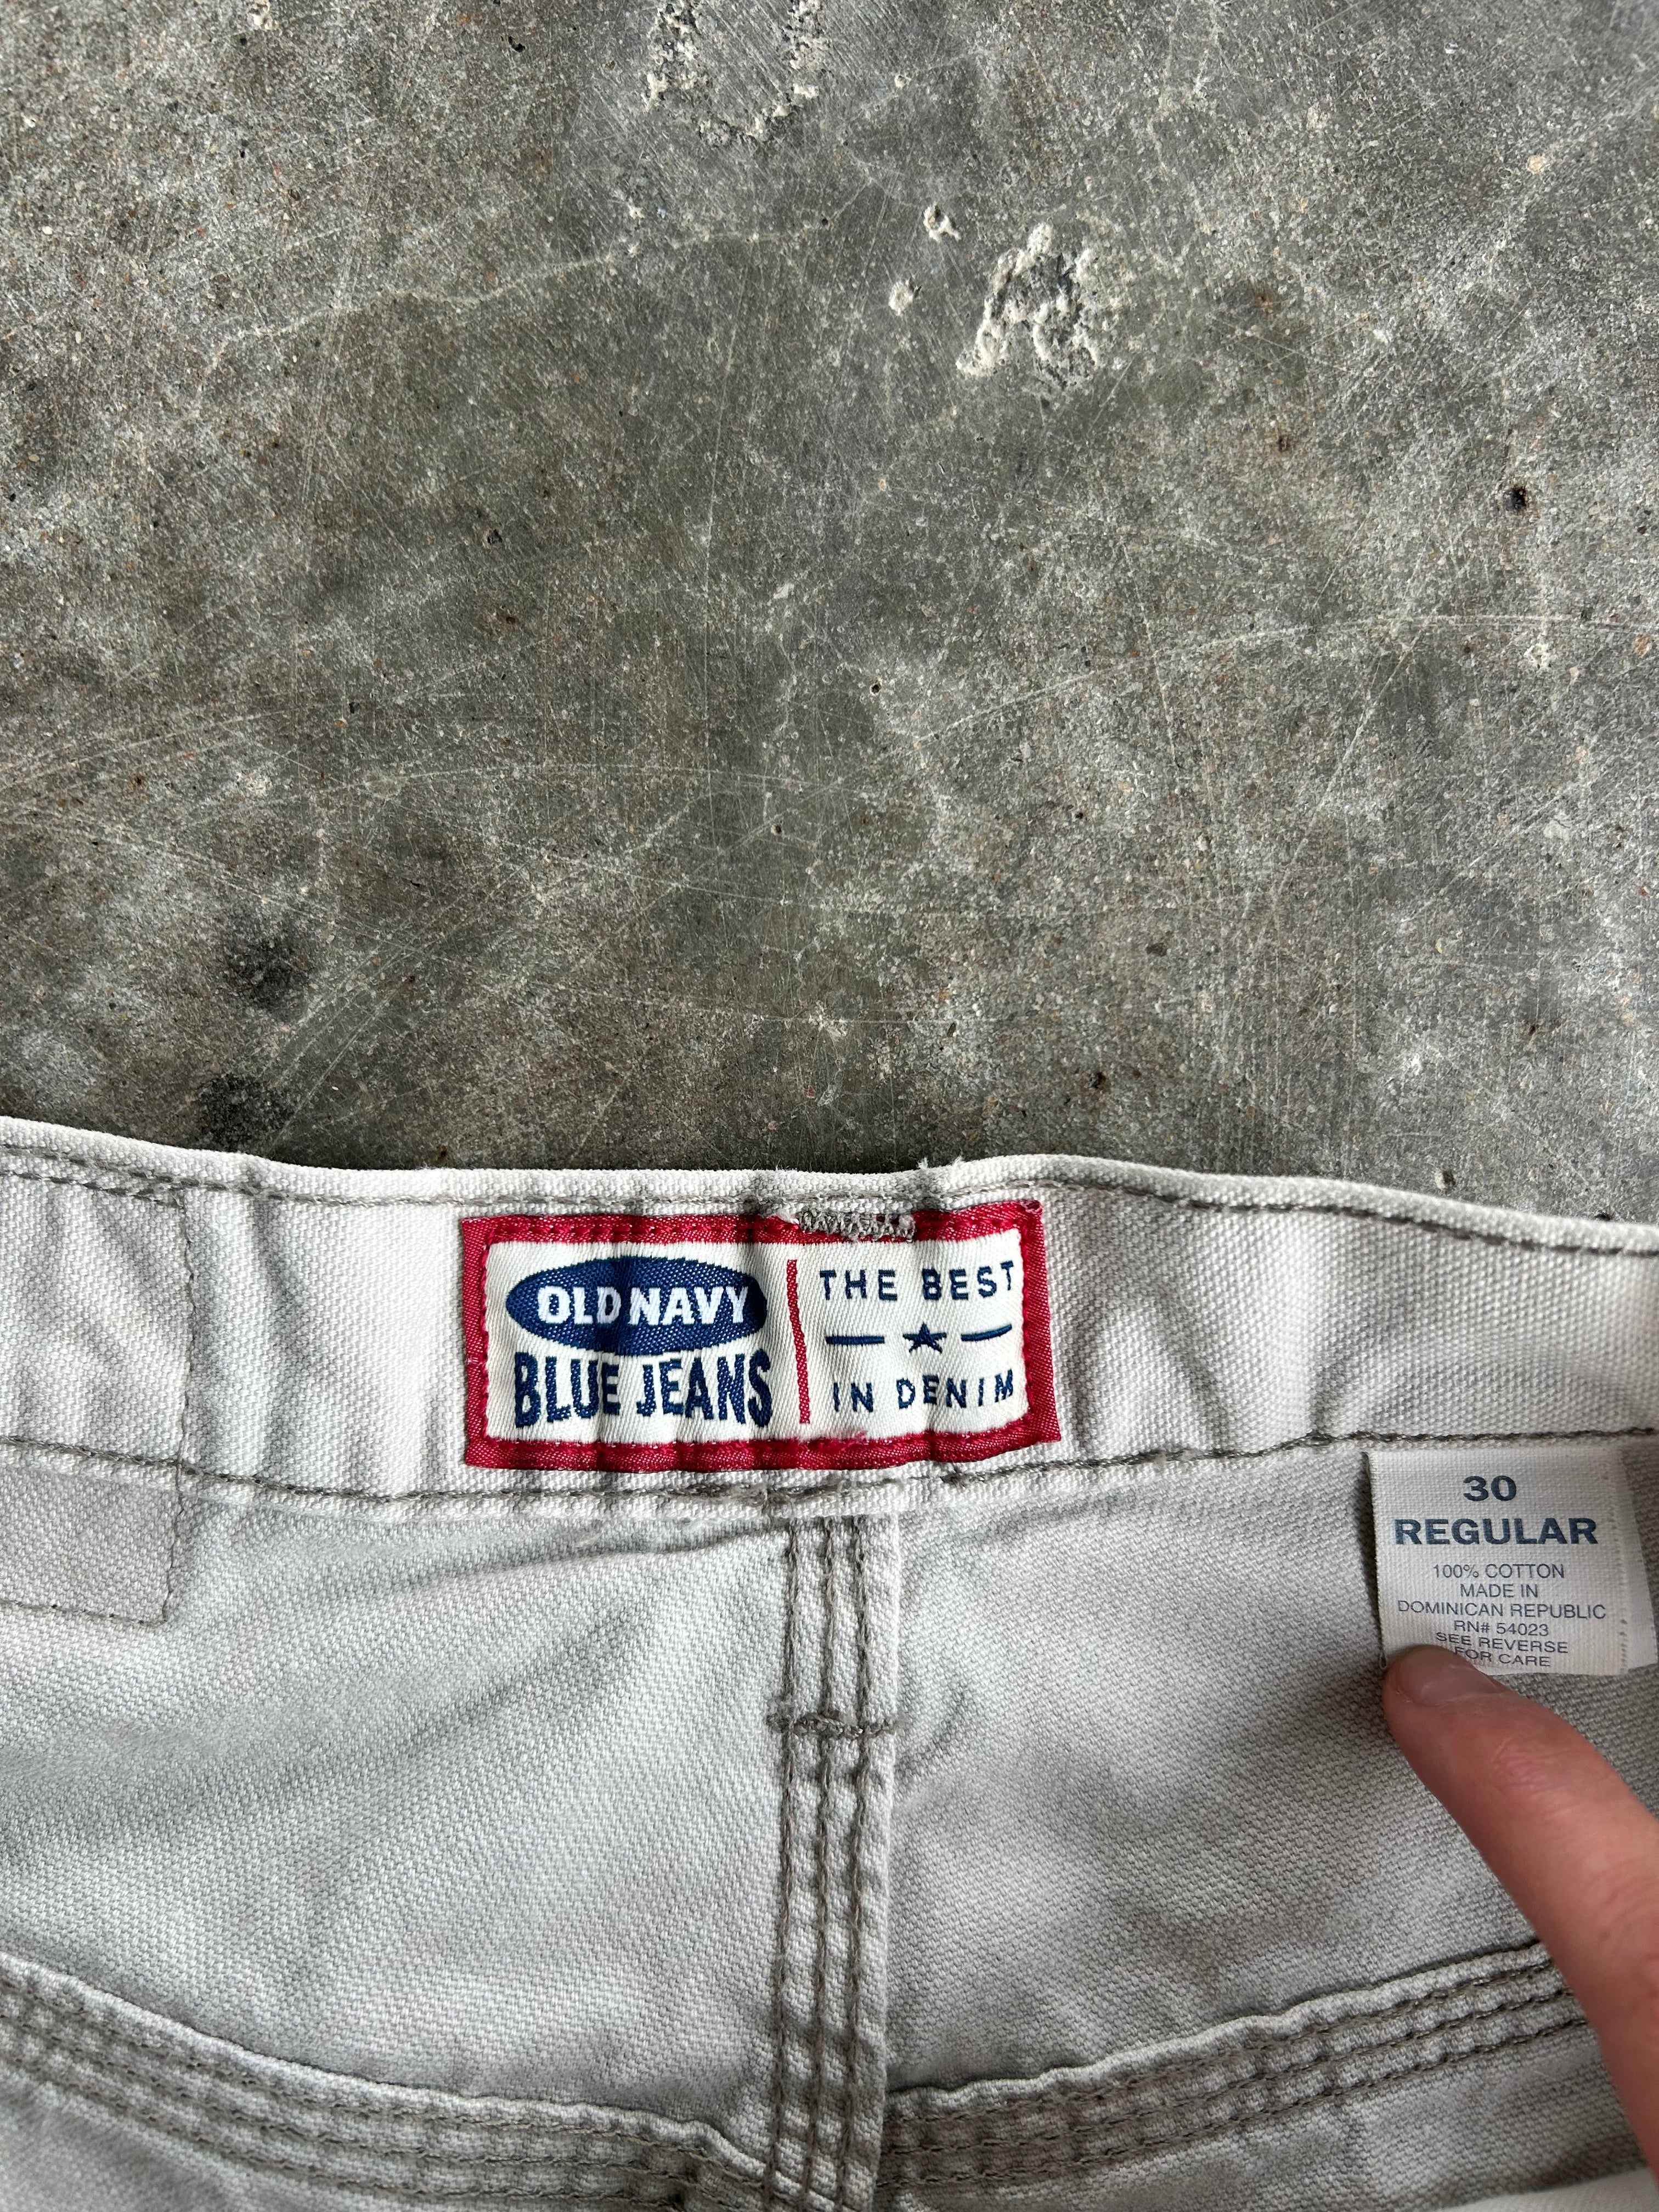 OLD NAVY
BLUE JEANS
THE BEST
IN DENIM
30
REGULAR
100% COTTON
MADE IN
DOMINICAN REPUBLIC
RN# 54023
SEE REVERSE
FOR CARE